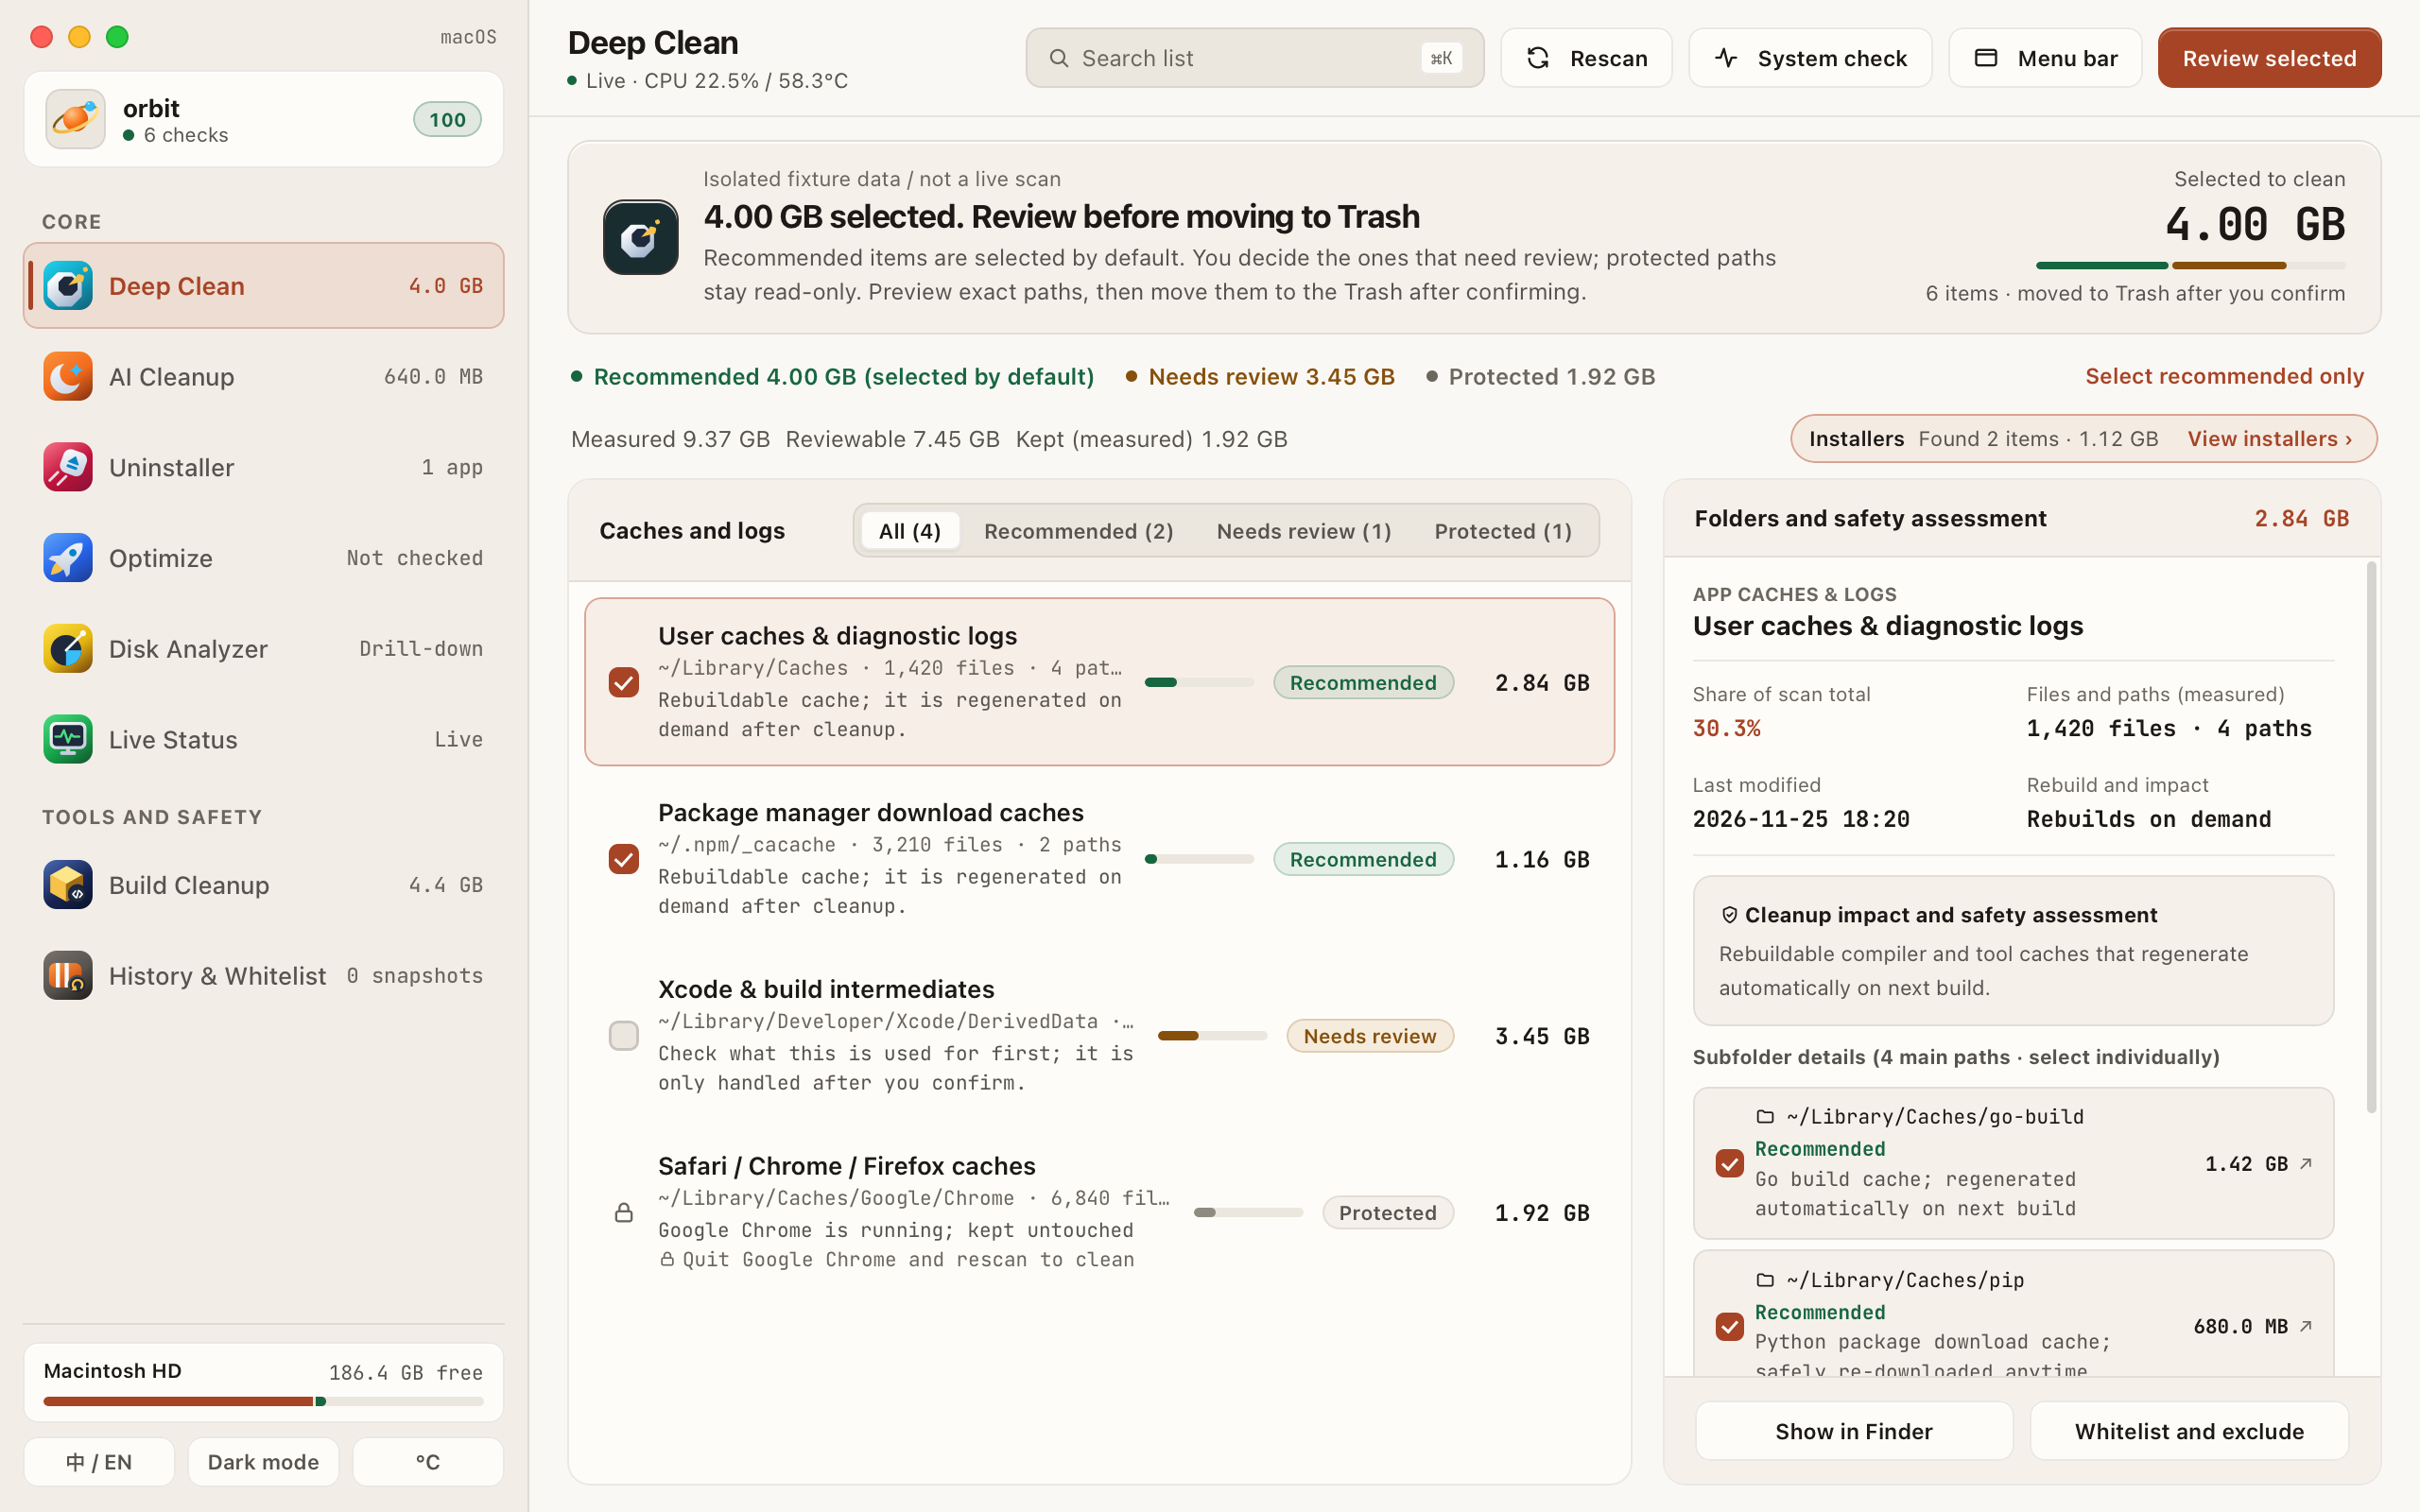 macOS
orbit
6 checks
100
CORE
Deep Clean
4.0 GB
AI Cleanup
640.0 MB
Uninstaller
1 app
Optimize
Not checked
Disk Analyzer
Drill-down
Live Status
Live
TOOLS AND SAFETY
Build Cleanup
4.4 GB
History & Whitelist
0 snapshots
Macintosh HD
186.4 GB free
中 / EN
Dark mode
°C
Deep Clean
Live · CPU 22.5% / 58.3°C
Search list
⌘K
Rescan
System check
Menu bar
Review selected
Isolated fixture data / not a live scan
4.00 GB selected. Review before moving to Trash
Recommended items are selected by default. You decide the ones that need review; protected paths
stay read-only. Preview exact paths, then move them to the Trash after confirming.
Selected to clean
4.00 GB
6 items · moved to Trash after you confirm
Recommended 4.00 GB (selected by default)
Needs review 3.45 GB
Protected 1.92 GB
Select recommended only
Measured 9.37 GB
Reviewable 7.45 GB
Kept (measured) 1.92 GB
Installers
Found 2 items · 1.12 GB
View installers ›
Caches and logs
All (4)
Recommended (2)
Needs review (1)
Protected (1)
User caches & diagnostic logs
~/Library/Caches · 1,420 files · 4 pat…
Rebuildable cache; it is regenerated on
demand after cleanup.
Recommended
2.84 GB
Package manager download caches
~/.npm/_cacache · 3,210 files · 2 paths
Rebuildable cache; it is regenerated on
demand after cleanup.
Recommended
1.16 GB
Xcode & build intermediates
~/Library/Developer/Xcode/DerivedData ·…
Check what this is used for first; it is
only handled after you confirm.
Needs review
3.45 GB
Safari / Chrome / Firefox caches
~/Library/Caches/Google/Chrome · 6,840 fil…
Google Chrome is running; kept untouched
Quit Google Chrome and rescan to clean
Protected
1.92 GB
Folders and safety assessment
2.84 GB
APP CACHES & LOGS
User caches & diagnostic logs
Share of scan total
30.3%
Files and paths (measured)
1,420 files · 4 paths
Last modified
2026-11-25 18:20
Rebuild and impact
Rebuilds on demand
Cleanup impact and safety assessment
Rebuildable compiler and tool caches that regenerate
automatically on next build.
Subfolder details (4 main paths · select individually)
~/Library/Caches/go-build
Recommended
Go build cache; regenerated
automatically on next build
1.42 GB
~/Library/Caches/pip
Recommended
Python package download cache;
safely re-downloaded anytime
680.0 MB
Show in Finder
Whitelist and exclude